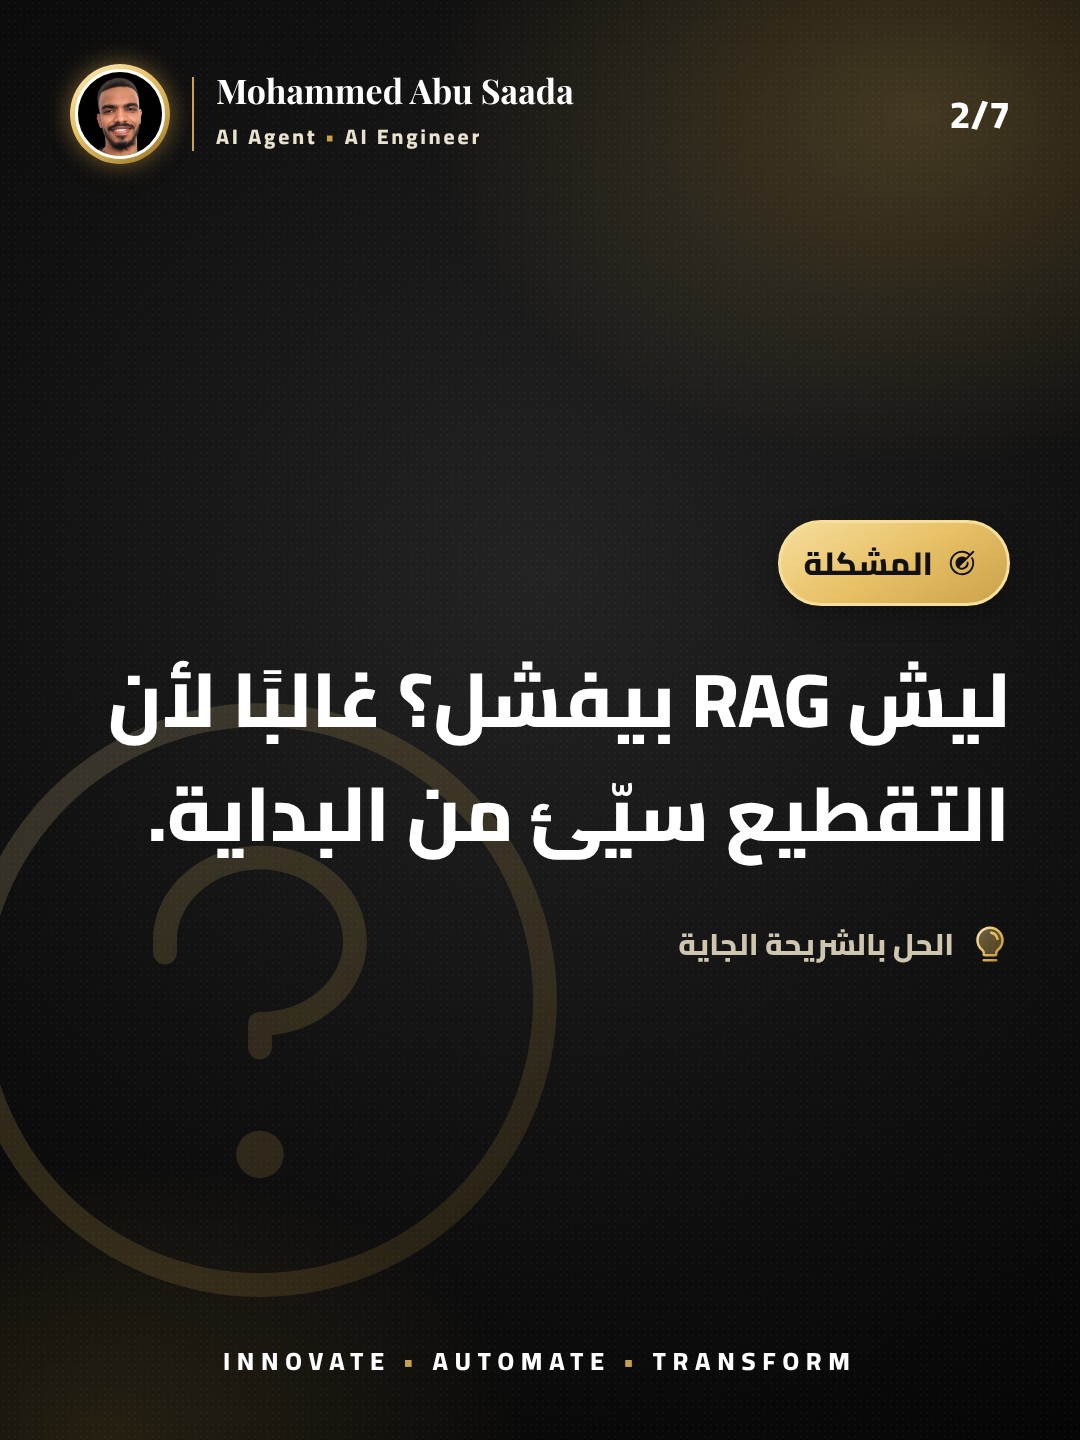 Mohammed Abu Saada
AI Agent ▪ AI Engineer
2/7
المشكلة
ليش RAG بيفشل؟ غالبًا لأن
التقطيع سيّئ من البداية.
الحل بالشريحة الجاية
INNOVATE ▪ AUTOMATE ▪ TRANSFORM